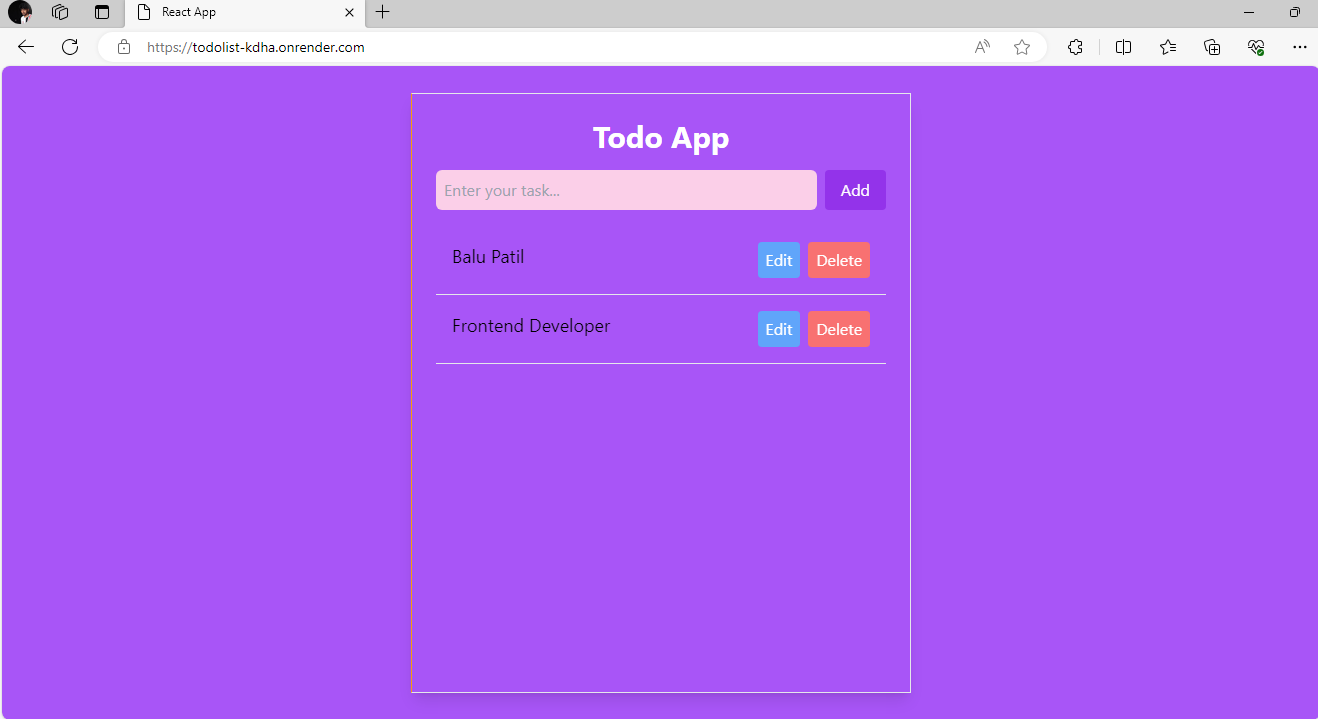 React App
https://todolist-kdha.onrender.com
Todo App
Enter your task... Add
Balu Patil Edit Delete
Frontend Developer Edit Delete